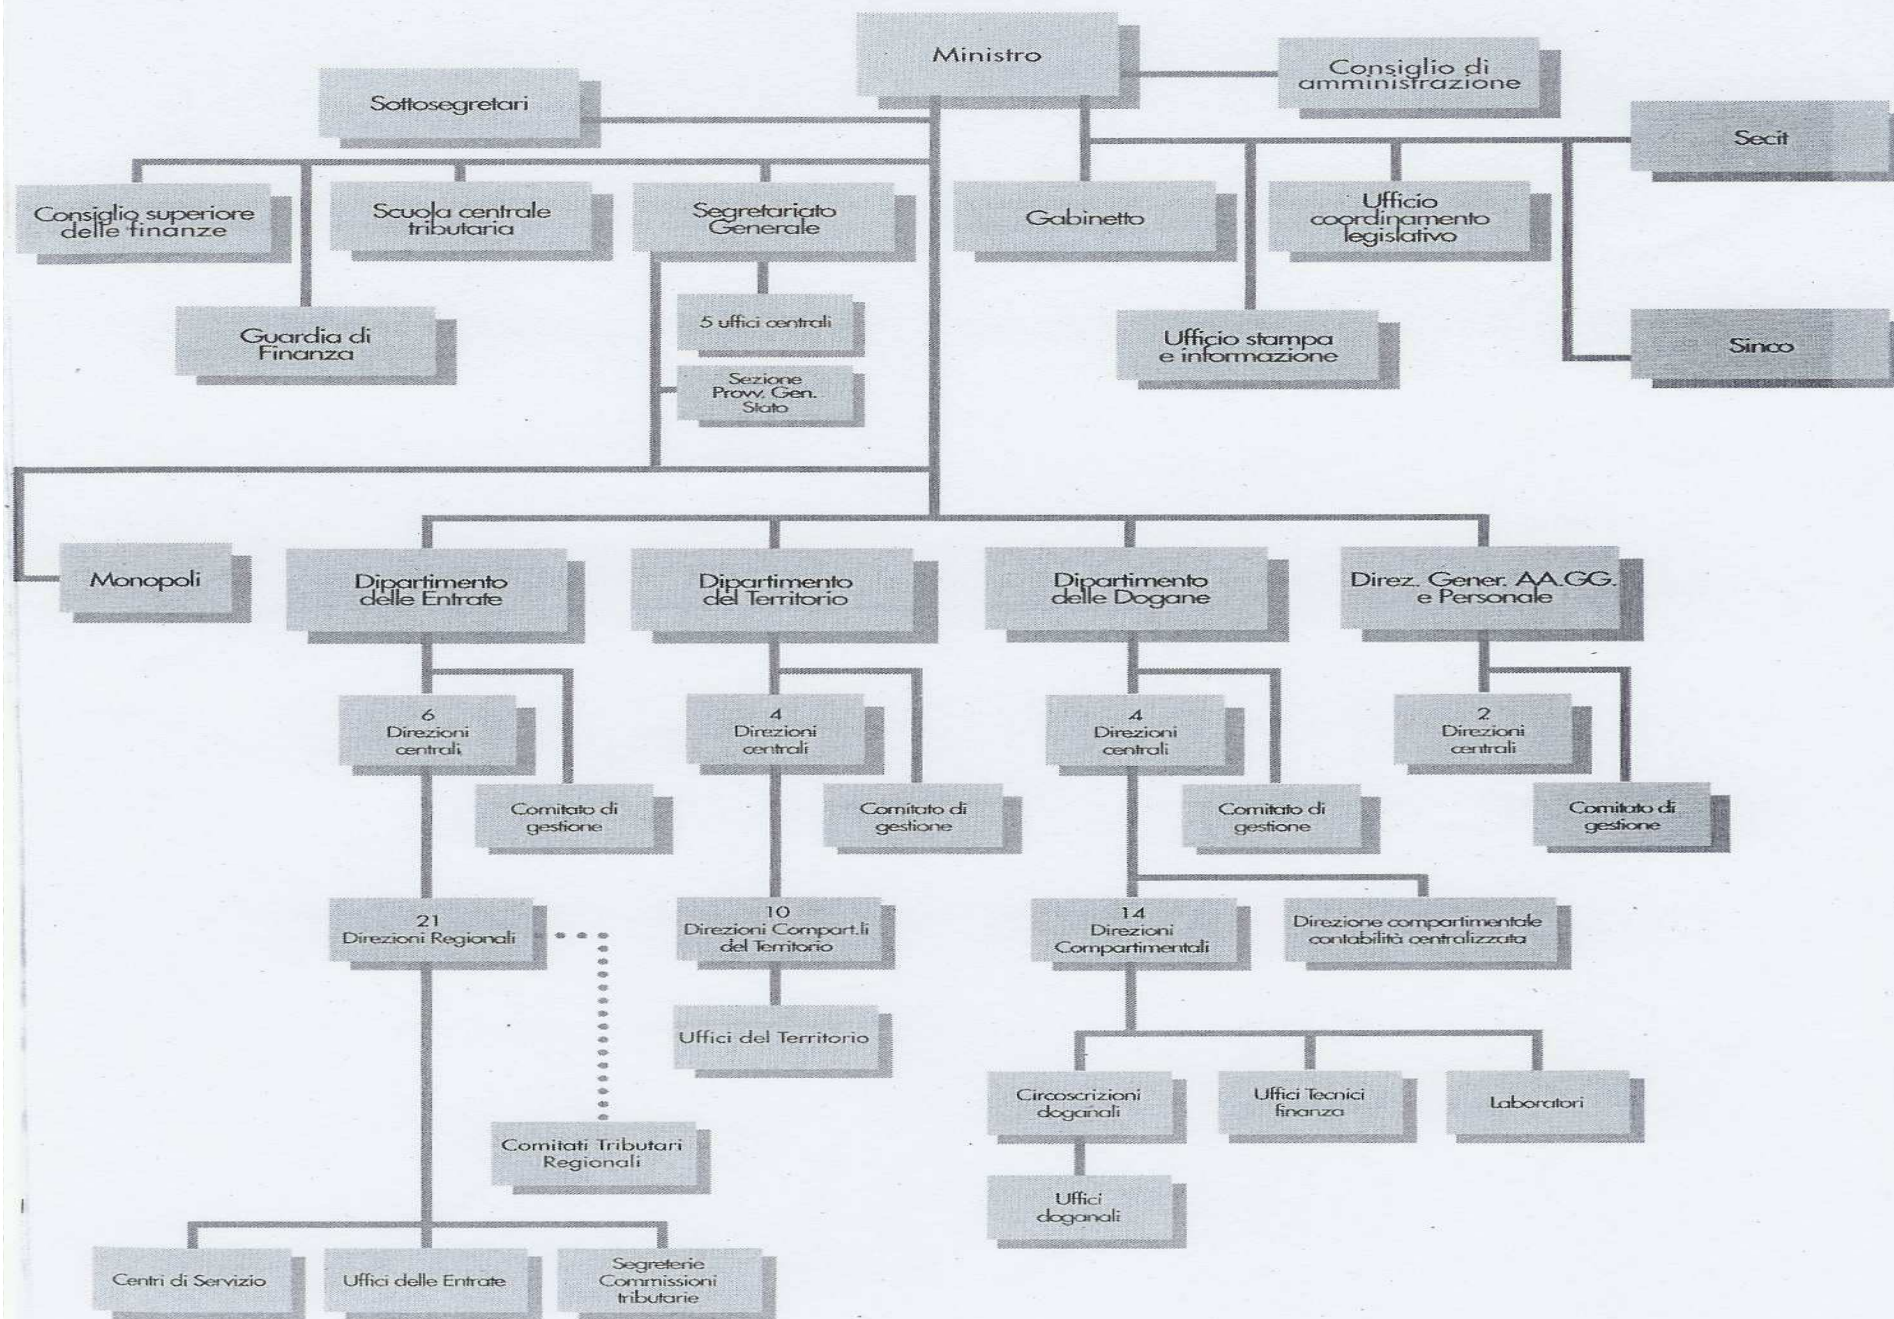 Ministro
Consiglio di
amministrazione
Sottosegretari
Secit
Consiglio superiore
delle finanze
Scuola centrale
tributaria
Segretariato
Generale
Gabinetto
Ufficio
coordinamento
legislativo
Guardia di
Finanza
5 uffici centrali
Sezione
Provv. Gen.
Stato
Ufficio stampa
e informazione
Sinco
Monopoli
Dipartimento
delle Entrate
Dipartimento
del Territorio
Dipartimento
delle Dogane
Direz. Gener. AA.GG.
e Personale
6
Direzioni
centrali
4
Direzioni
centrali
4
Direzioni
centrali
2
Direzioni
centrali
Comitato di
gestione
Comitato di
gestione
Comitato di
gestione
Comitato di
gestione
21
Direzioni Regionali
10
Direzioni Compart.li
del Territorio
14
Direzioni
Compartimentali
Direzione compartimentale
contabilità centralizzata
Uffici del Territorio
Circoscrizioni
doganali
Uffici Tecnici
finanza
Laboratori
Comitati Tributari
Regionali
Uffici
doganali
Centri di Servizio
Uffici delle Entrate
Segreterie
Commissioni
tributarie